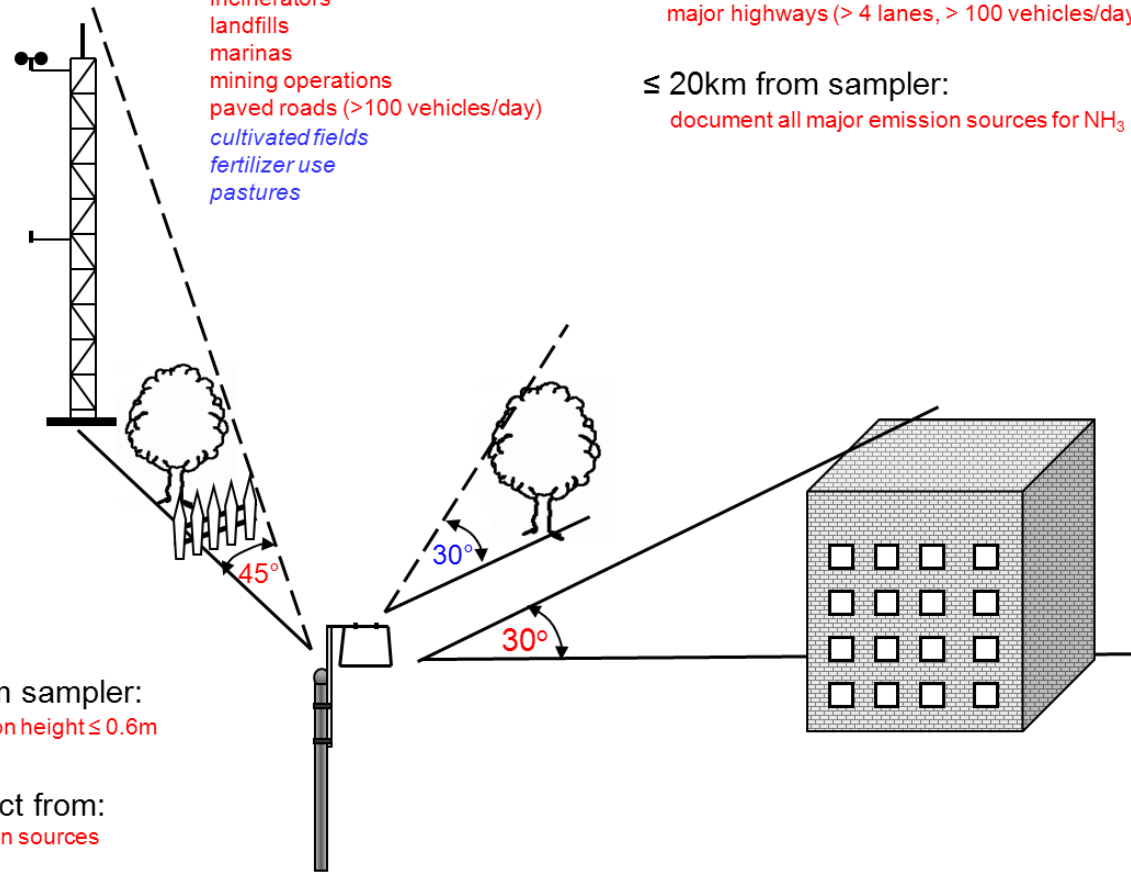 incinerators
landfills
marinas
mining operations
paved roads (>100 vehicles/day)
cultivated fields
fertilizer use
pastures
major highways (> 4 lanes, > 100 vehicles/day
≤ 20km from sampler:
document all major emission sources for NH₃
45°
30°
30°
sampler:
height ≤ 0.6m
from:
sources